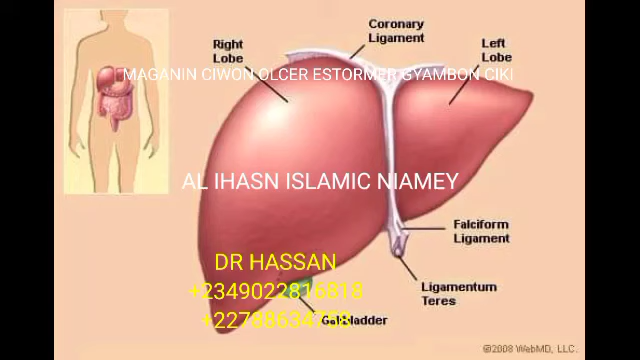 Coronary
Ligament
Right
Lobe
Left
Lobe
MAGANIN CIWON OLCER ESTORMER GYAMBON CIKI
AL IHASN ISLAMIC NIAMEY
Falciform
Ligament
DR HASSAN
+2349022816818
Ligamentum
Teres
Gallbladder
©2008 WebMD, LLC.